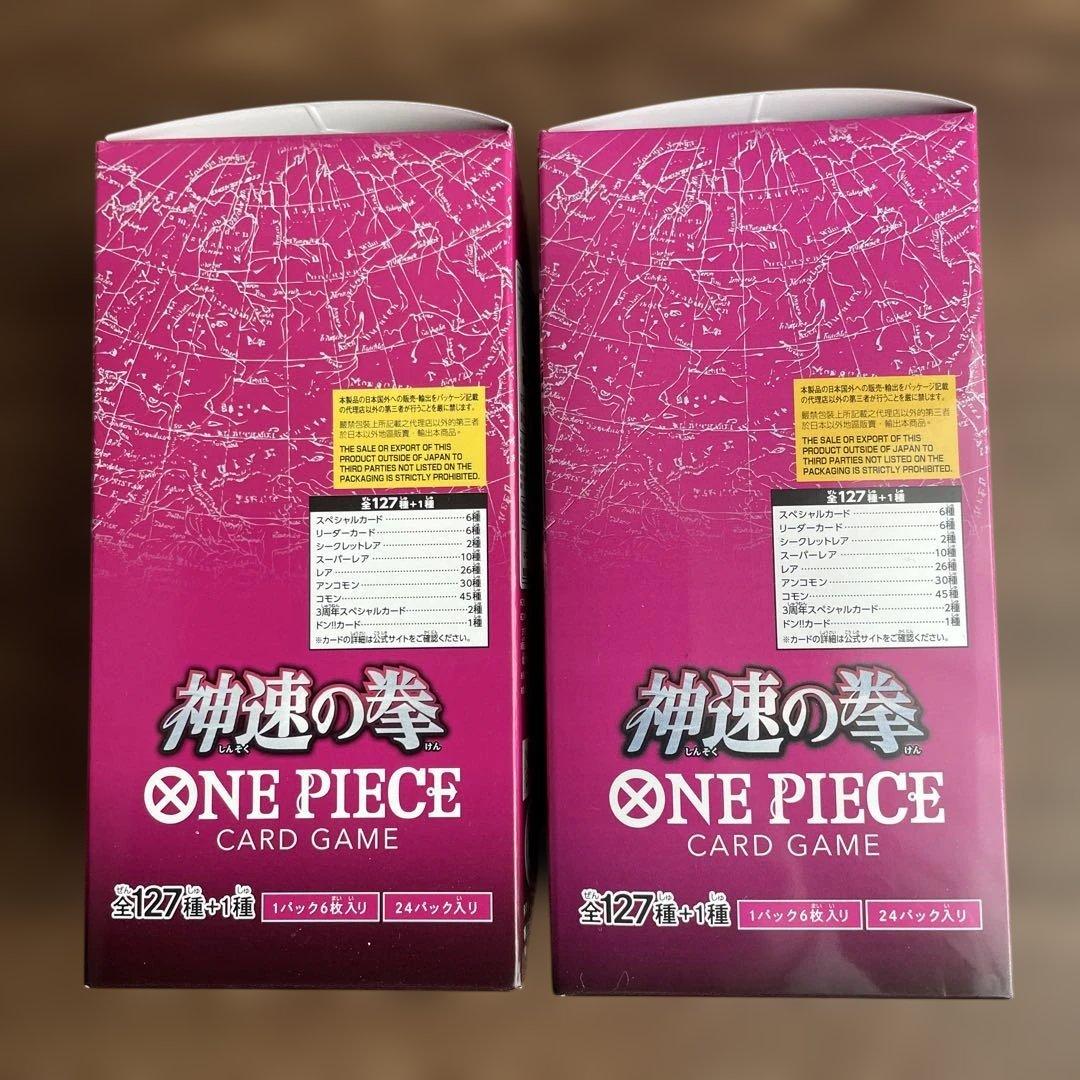 本製品の日本国外への販売・輸出をパッケージ記載
の代理店以外の第三者が行うことを厳に禁じます。
嚴禁包裝上所記載之代理店以外的第三者
於日本以外地區販賣・輸出本商品。
THE SALE OR EXPORT OF THIS
PRODUCT OUTSIDE OF JAPAN TO
THIRD PARTIES NOT LISTED ON THE
PACKAGING IS STRICTLY PROHIBITED.
全127種+1種
スペシャルカード 6種
リーダーカード 6種
シークレットレア 2種
スーパーレア 10種
レア 26種
アンコモン 30種
コモン 45種
3周年スペシャルカード 2種
ドン!!カード 1種
※カードの詳細は公式サイトをご確認ください。
神速の拳
しんそく けん
ONE PIECE
CARD GAME
全127種+1種 1パック6枚入り 24パック入り
本製品の日本国外への販売・輸出をパッケージ記載
の代理店以外の第三者が行うことを厳に禁じます。
嚴禁包裝上所記載之代理店以外的第三者
於日本以外地區販賣・輸出本商品。
THE SALE OR EXPORT OF THIS
PRODUCT OUTSIDE OF JAPAN TO
THIRD PARTIES NOT LISTED ON THE
PACKAGING IS STRICTLY PROHIBITED.
全127種+1種
スペシャルカード 6種
リーダーカード 6種
シークレットレア 2種
スーパーレア 10種
レア 26種
アンコモン 30種
コモン 45種
3周年スペシャルカード 2種
ドン!!カード 1種
※カードの詳細は公式サイトをご確認ください。
神速の拳
しんそく けん
ONE PIECE
CARD GAME
全127種+1種 1パック6枚入り 24パック入り